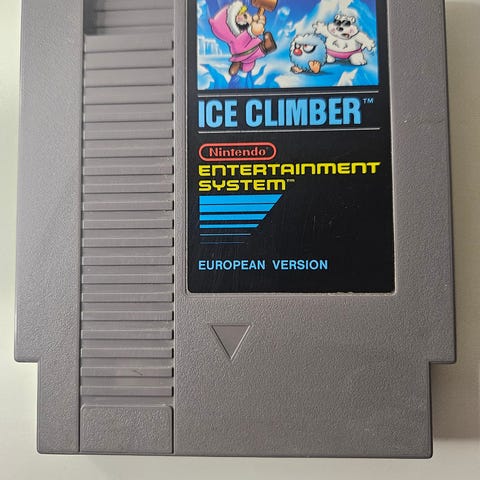 ICE CLIMBER™
Nintendo®
ENTERTAINMENT
SYSTEM™
EUROPEAN VERSION